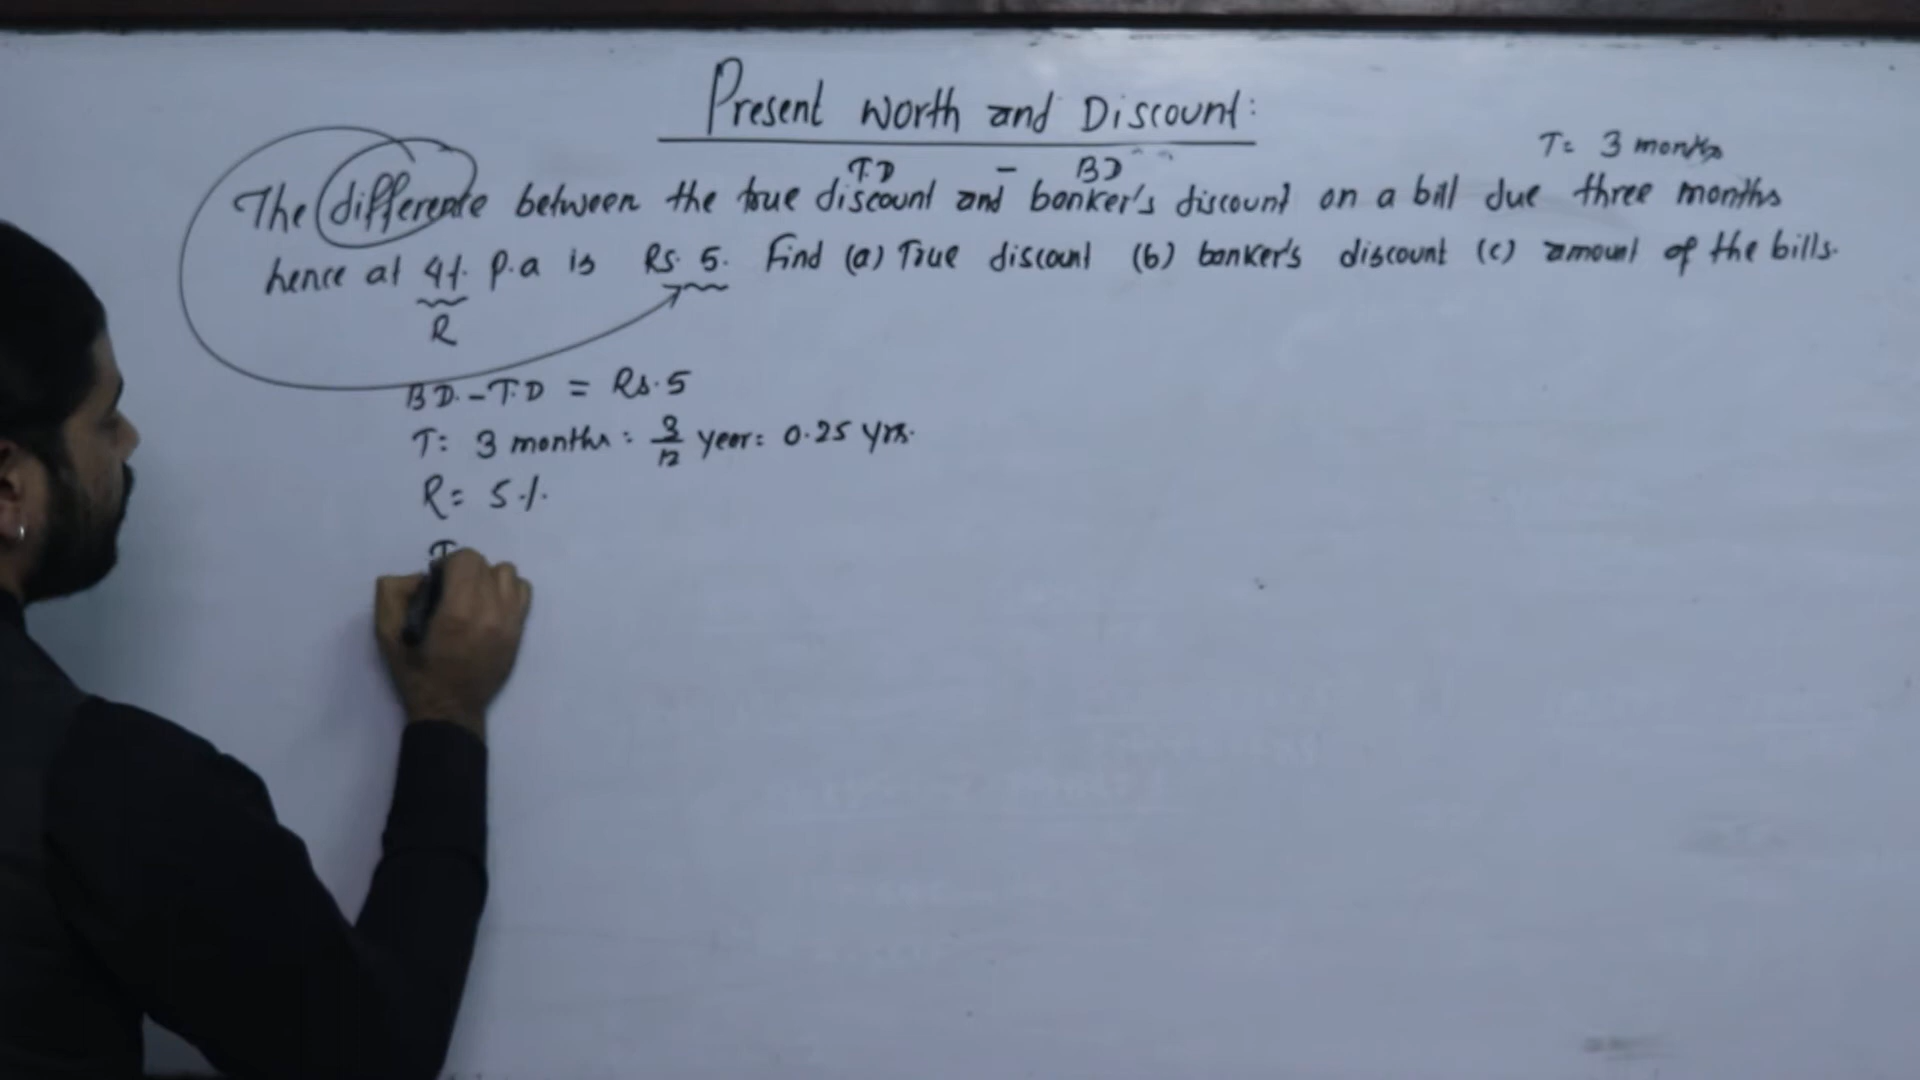 Present worth and Discount:
T= 3 months
T.D - BD
The difference between the true discount and banker's discount on a bill due three months
hence at 4%. P.a is Rs. 5. Find (a) True discount (b) banker's discount (c) amount of the bills.
R
BD.-T.D = Rs.5
T: 3 months = 3/12 year= 0.25 yrs.
R= 5%.
T